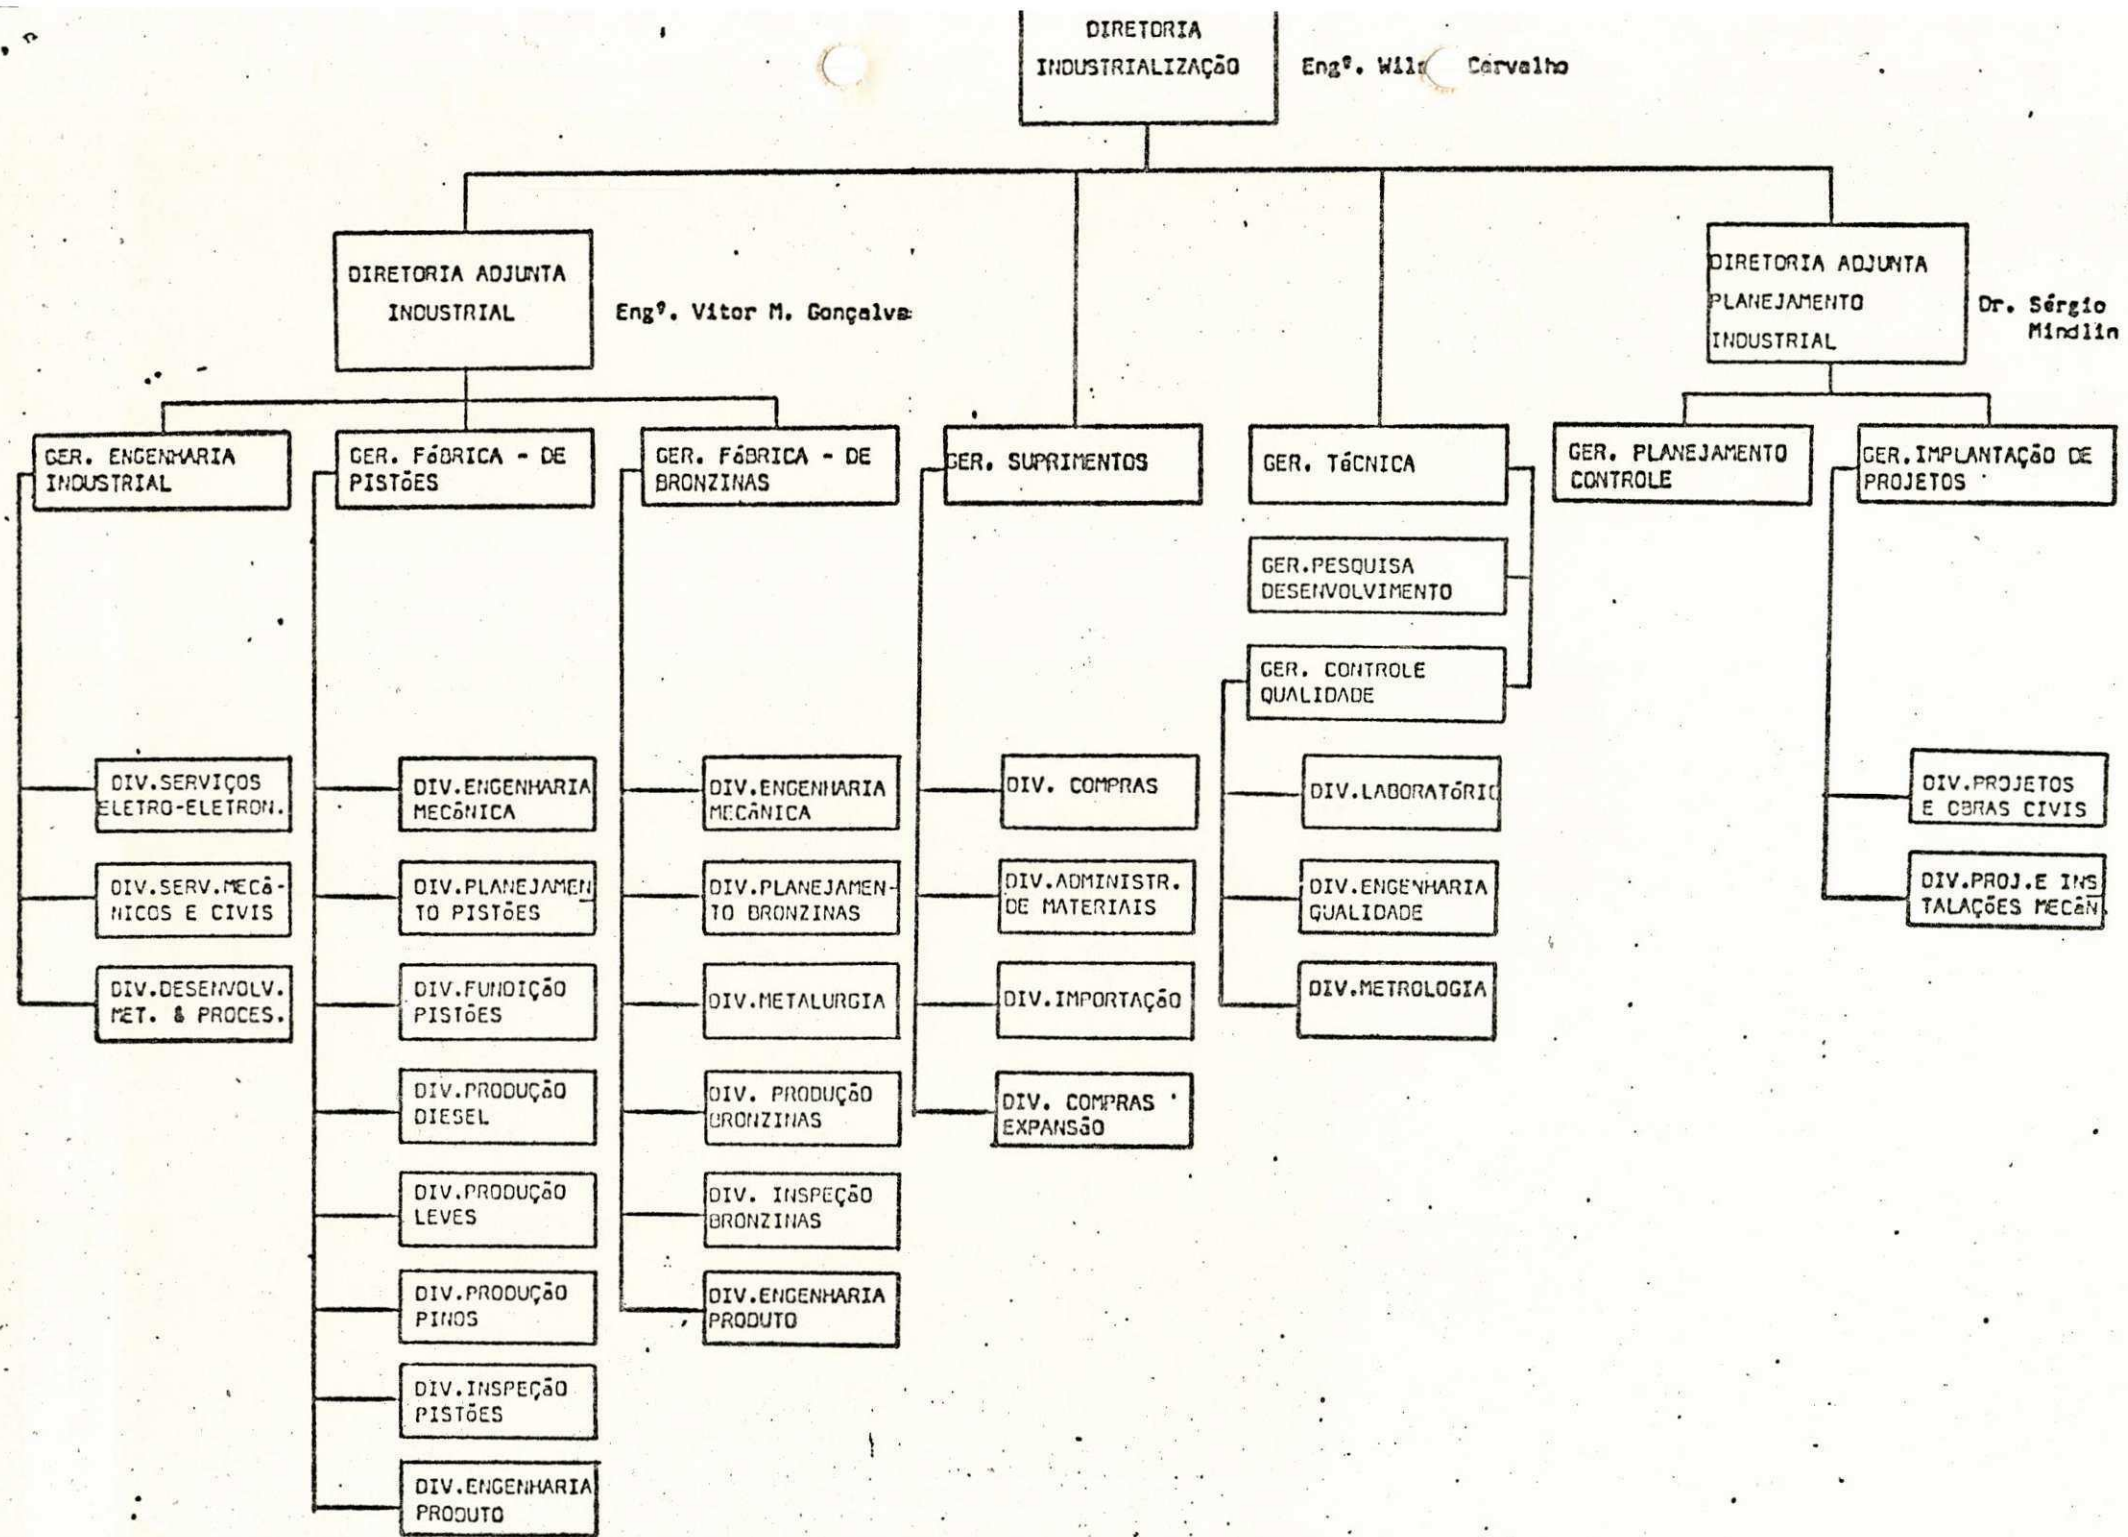 DIRETORIA
INDUSTRIALIZAÇãO
Engº. Carvalho
DIRETORIA ADJUNTA
INDUSTRIAL
Engº. Vitor M. Gonçalve
DIRETORIA ADJUNTA
PLANEJAMENTO
INDUSTRIAL
Dr. Sérgio
Mindlin
GER. ENGENHARIA
INDUSTRIAL
GER. FáBRICA - DE
PISTõES
GER. FáBRICA - DE
BRONZINAS
GER. SUPRIMENTOS
GER. TéCNICA
GER. PLANEJAMENTO
CONTROLE
GER.IMPLANTAÇãO DE
PROJETOS
GER.PESQUISA
DESENVOLVIMENTO
GER. CONTROLE
QUALIDADE
DIV.SERVIÇOS
ELETRO-ELETRON.
DIV.SERV.MECâ-
NICOS E CIVIS
DIV.DESENVOLV.
MET. & PROCES.
DIV.ENGENHARIA
MECâNICA
DIV.PLANEJAMEN
TO PISTõES
DIV.FUNDIÇãO
PISTõES
DIV.PRODUÇãO
DIESEL
DIV.PRODUÇãO
LEVES
DIV.PRODUÇãO
PINOS
DIV.INSPEÇãO
PISTõES
DIV.ENGENHARIA
PRODUTO
DIV.ENGENHARIA
MECâNICA
DIV.PLANEJAMEN-
TO BRONZINAS
DIV.METALURGIA
DIV. PRODUÇãO
BRONZINAS
DIV. INSPEÇãO
BRONZINAS
DIV.ENGENHARIA
PRODUTO
DIV. COMPRAS
DIV.ADMINISTR.
DE MATERIAIS
DIV.IMPORTAÇãO
DIV. COMPRAS
EXPANSãO
DIV.LABORATóRIO
DIV.ENGENHARIA
QUALIDADE
DIV.METROLOGIA
DIV.PROJETOS
E OBRAS CIVIS
DIV.PROJ.E INS
TALAÇõES MECâN.